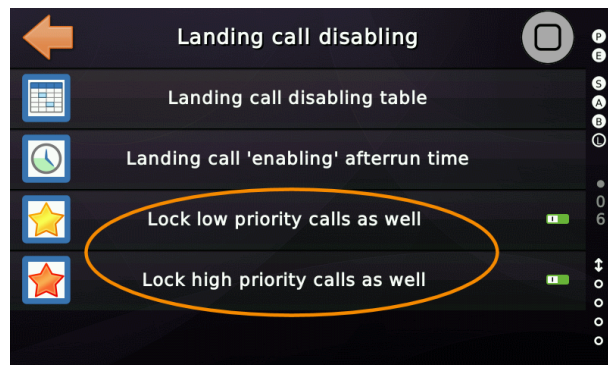 Landing call disabling
Landing call disabling table
Landing call 'enabling' afterrun time
Lock low priority calls as well
Lock high priority calls as well
P
E
S
A
B
L
0
6